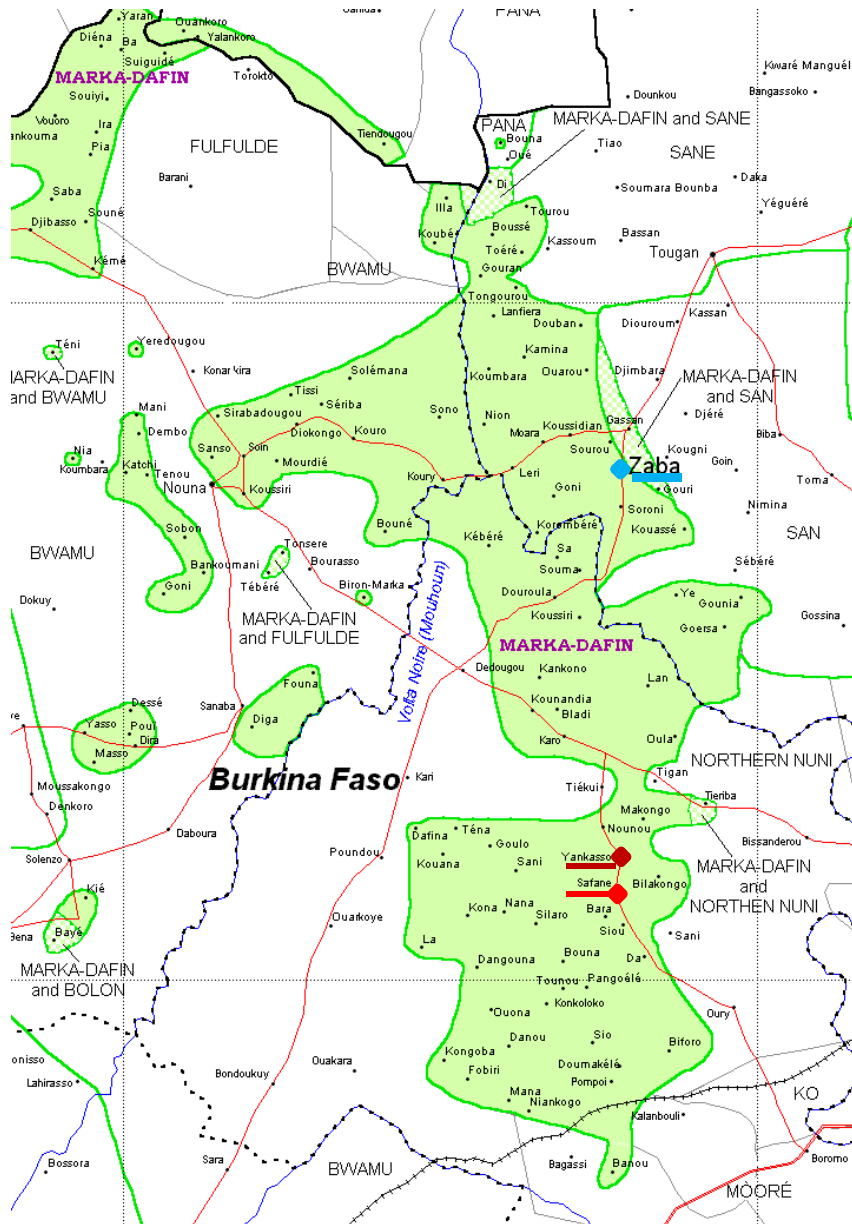 PANA
Yaran
Ouankoro
Diéna
Ba
Yalankoro
Suiguidé
MARKA-DAFIN
Torokto
Kwaré Manguél
Souiyi
Dounkou
Bangassoko
Vouoro
Ira
PANA
MARKA-DAFIN and SANE
ankouma
Pia
FULFULDE
Tiendougou
Bouna
Oué
Tiao
SANE
Barani
Di
Daka
Saba
Soumara Bounba
Illa
Tourou
Yéguéré
Djibasso
Souné
Koubé
Boussé
Bassan
Toéré
Kassoum
Tougan
Kémé
BWAMU
Gouran
Tongourou
Lanfiera
Kassan
Douban
Diouroum
Téni
Yeredougou
Kamina
MARKA-DAFIN
and BWAMU
Konankira
Solémana
Koumbara
Ouarou
Djimbara
MARKA-DAFIN
and SAN
Tissi
Mani
Sirabadougou
Sériba
Sono
Nion
Gassan
Djéré
Dembo
Diokongo
Kouro
Moara
Koussidian
Biba
Nia
Sanso
Soin
Sourou
Kougni
Koumbara
Katchi
Tenou
Mourdié
Koury
Leri
Zaba
Goin
Toma
Nouna
Koussiri
Goni
Gouri
Soroni
Nimina
Sobon
Bouné
Korombéré
Kouassé
SAN
BWAMU
Tonsere
Kébéré
Sa
Bankoumani
Bourasso
Souma
Sébéré
Goni
Tébéré
Biron-Marka
Douroula
Ye
Gounia
Dokuy
MARKA-DAFIN
and FULFULDE
Koussiri
Goersa
Gossina
Volta Noire (Mouhoun)
MARKA-DAFIN
Dedougou
Kankono
Founa
Lan
Dessé
Sanaba
Kounandia
re
Yasso
Poul
Diga
Bladi
Dira
Karo
Oula
Masso
NORTHERN NUNI
Burkina Faso
Kari
Tigan
Moussakongo
Tiékui
Tieriba
Denkoro
Makongo
Daboura
Dafina
Téna
Nounou
Bissanderou
Goulo
Solenzo
Poundou
Kouana
Sani
Yankasso
MARKA-DAFIN
and
NORTHEN NUNI
Kié
Safane
Bilakongo
Kona
Nana
Bara
Ouarkoye
Silaro
Siou
Sani
Bena
Bayé
La
MARKA-DAFIN
and BOLON
Dangouna
Bouna
Da
Tounou
Pangoélé
Konkoloko
Ouona
Oury
Danou
Sio
onisso
Kongoba
Biforo
Lahirasso
Bondoukuy
Ouakara
Fobiri
Doumakélé
Pompoi
KO
Mana
Niankogo
Kalanbouli
Bossora
Sara
BWAMU
Bagassi
Banou
Boromo
MÒORÉ